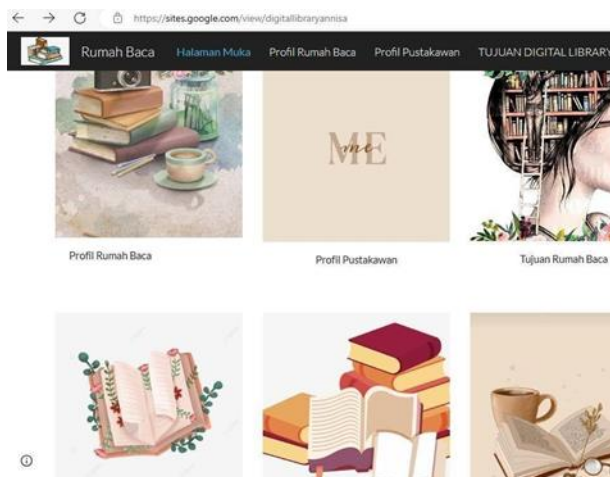 https://sites.google.com/view/digitallibraryannisa
Rumah Baca Halaman Muka Profil Rumah Baca Profil Pustakawan TUJUAN DIGITAL LIBRARY
ME
me
Profil Rumah Baca Profil Pustakawan Tujuan Rumah Baca